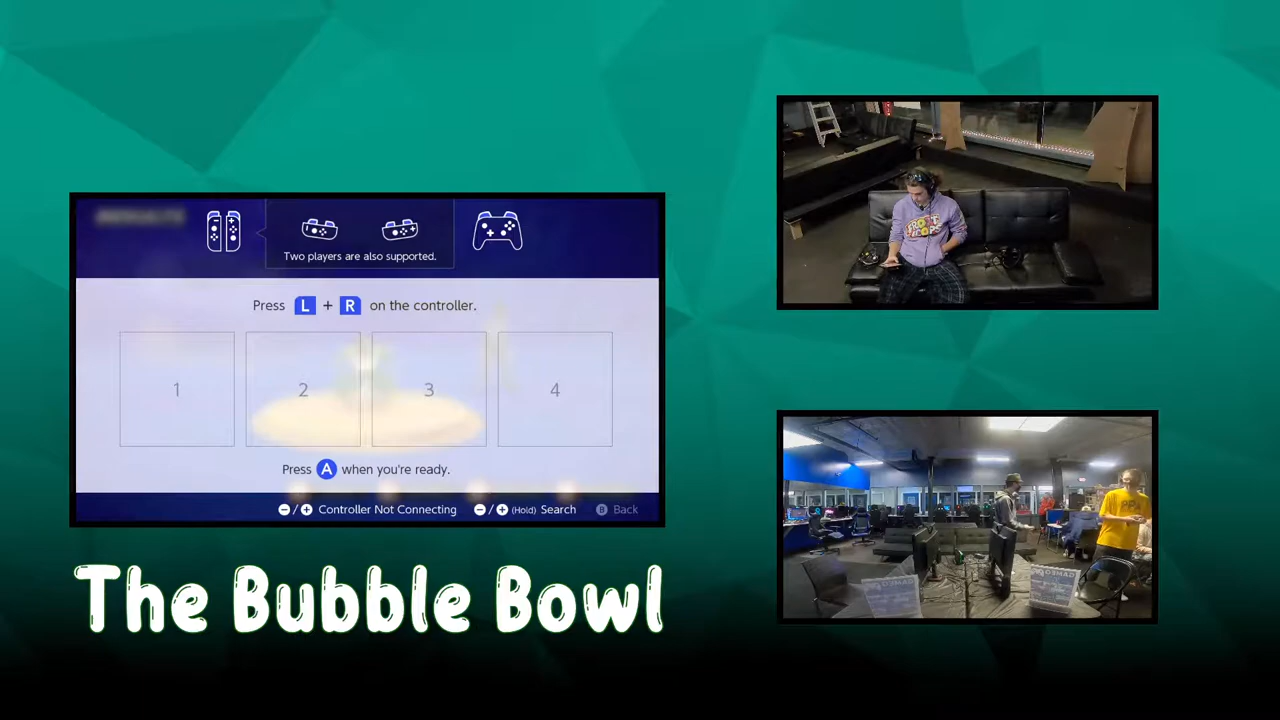 Two players are also supported.
Press L + R on the controller.
1 2 3 4
Press A when you're ready.
−/+ Controller Not Connecting −/+ (Hold) Search B Back
The Bubble Bowl